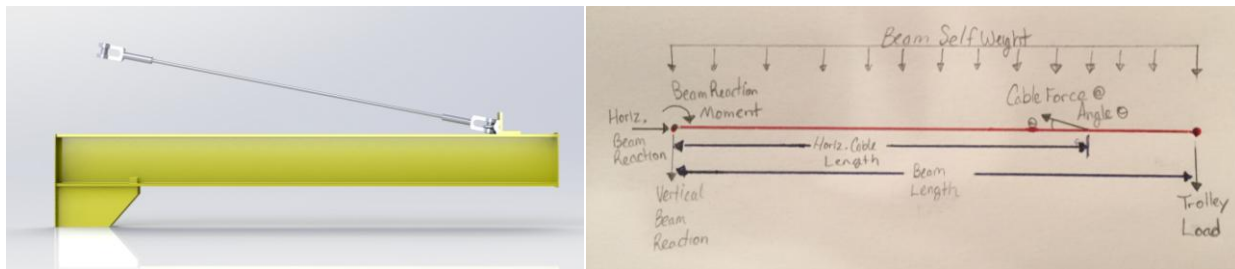 Beam Self Weight
Beam Reaction
Moment
Cable Force @
Angle θ
Horiz.
Beam
Reaction
θ
Horiz. Cable
Length
Beam
Length
Vertical
Beam
Reaction
Trolley
Load